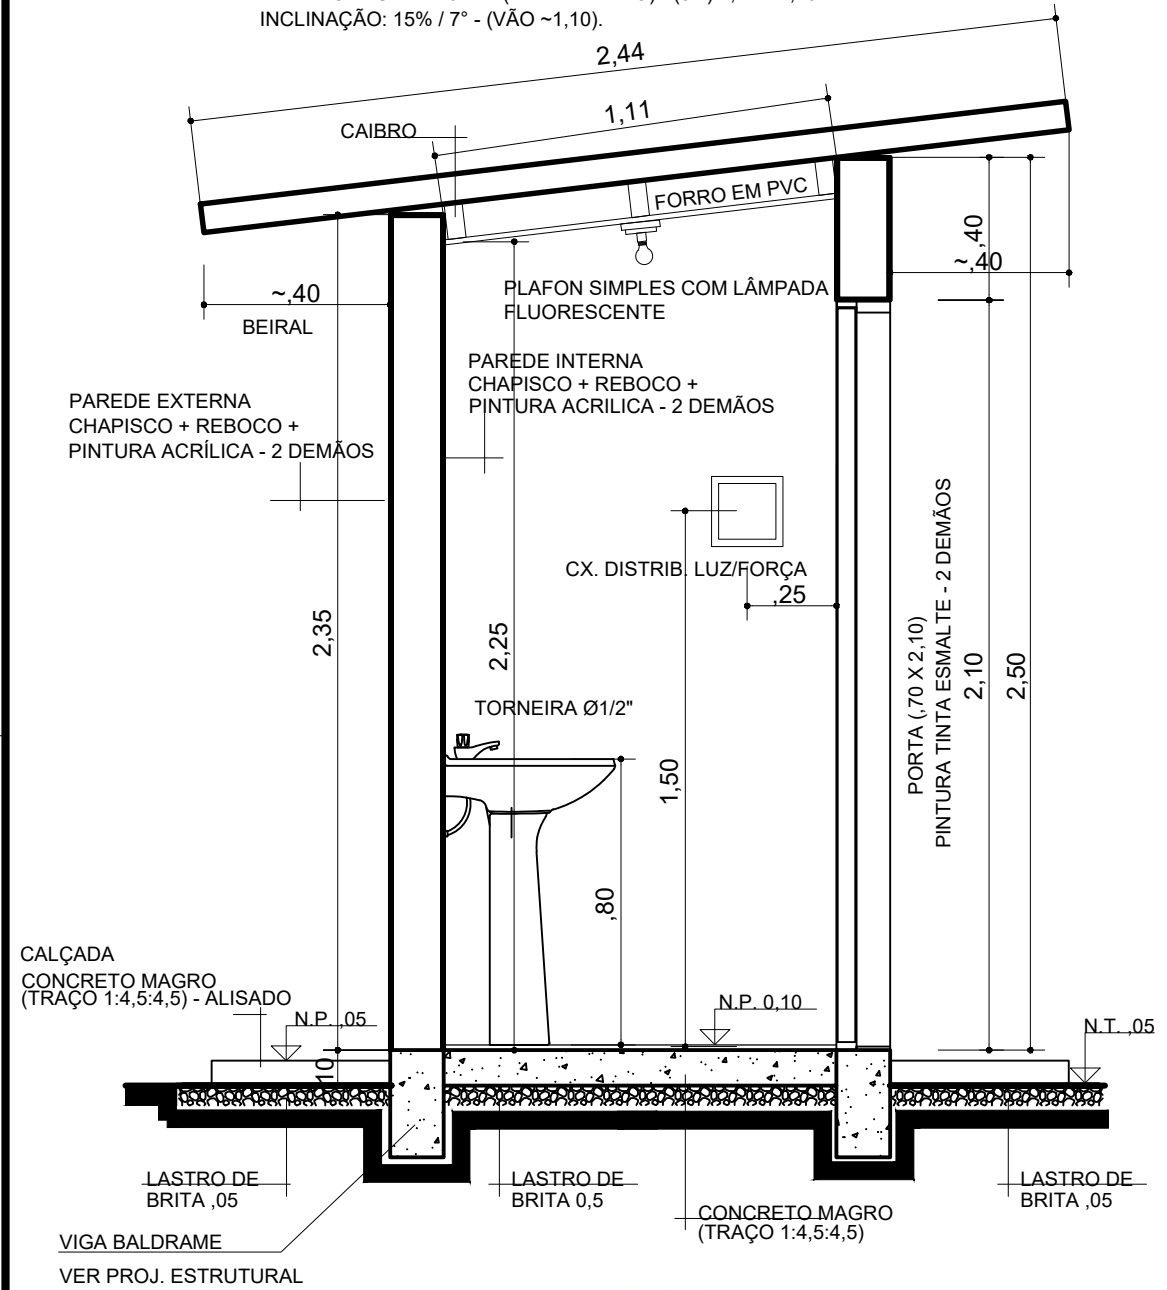 INCLINAÇÃO: 15% / 7° - (VÃO ~1,10).
2,44
1,11
CAIBRO
FORRO EM PVC
,40
~,40
~,40
BEIRAL
PLAFON SIMPLES COM LÂMPADA
FLUORESCENTE
PAREDE INTERNA
CHAPISCO + REBOCO +
PINTURA ACRILICA - 2 DEMÃOS
PAREDE EXTERNA
CHAPISCO + REBOCO +
PINTURA ACRÍLICA - 2 DEMÃOS
CX. DISTRIB. LUZ/FORÇA
,25
2,35
2,25
PORTA (,70 X 2,10)
PINTURA TINTA ESMALTE - 2 DEMÃOS
2,10
2,50
TORNEIRA Ø1/2"
1,50
,80
CALÇADA
CONCRETO MAGRO
(TRAÇO 1:4,5:4,5) - ALISADO
N.P. ,05
N.P. 0,10
N.T. ,05
10
LASTRO DE
BRITA ,05
LASTRO DE
BRITA 0,5
LASTRO DE
BRITA ,05
CONCRETO MAGRO
(TRAÇO 1:4,5:4,5)
VIGA BALDRAME
VER PROJ. ESTRUTURAL